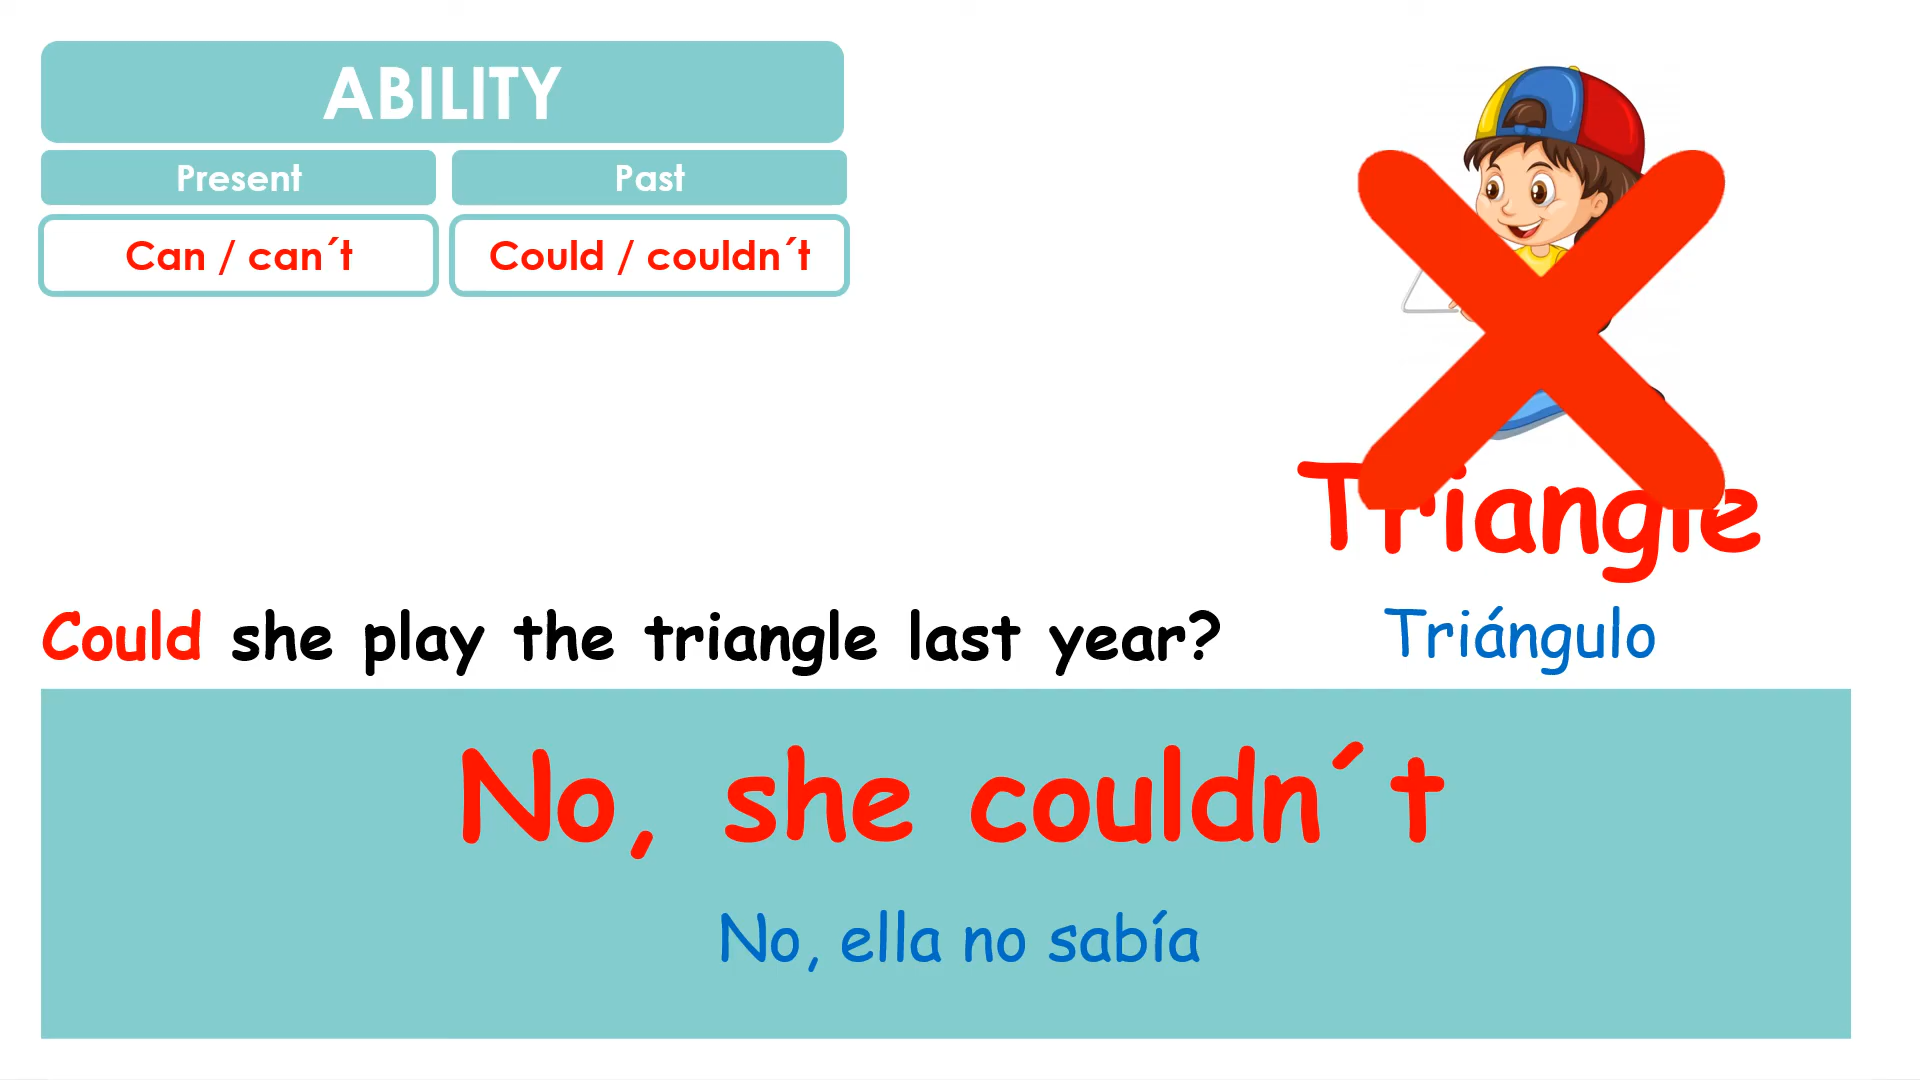 ABILITY
Present
Past
Can / can´t
Could / couldn´t
Triangle
Could she play the triangle last year?
Triángulo
No, she couldn´t
No, ella no sabía